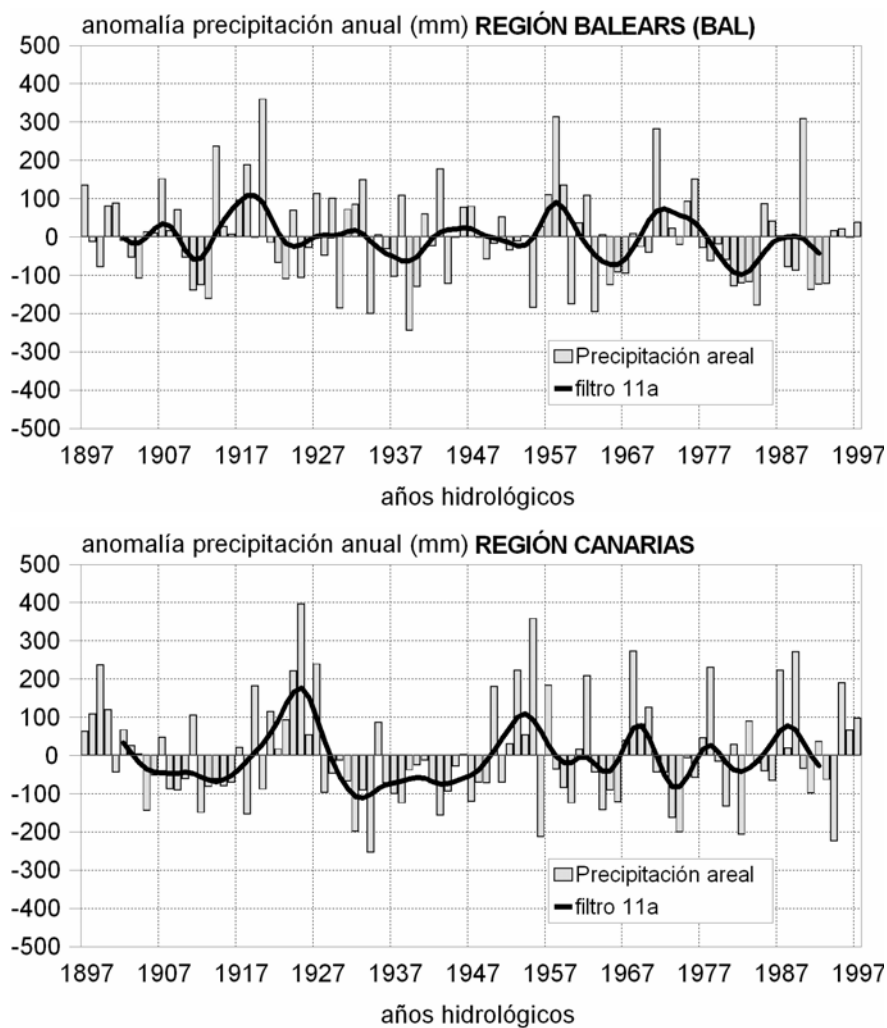 anomalía precipitación anual (mm) REGIÓN BALEARS (BAL)
500
400
300
200
100
0
-100
-200
-300
-400
-500
Precipitación areal
filtro 11a
1897 1907 1917 1927 1937 1947 1957 1967 1977 1987 1997
años hidrológicos
anomalía precipitación anual (mm) REGIÓN CANARIAS
500
400
300
200
100
0
-100
-200
-300
-400
-500
Precipitación areal
filtro 11a
1897 1907 1917 1927 1937 1947 1957 1967 1977 1987 1997
años hidrológicos